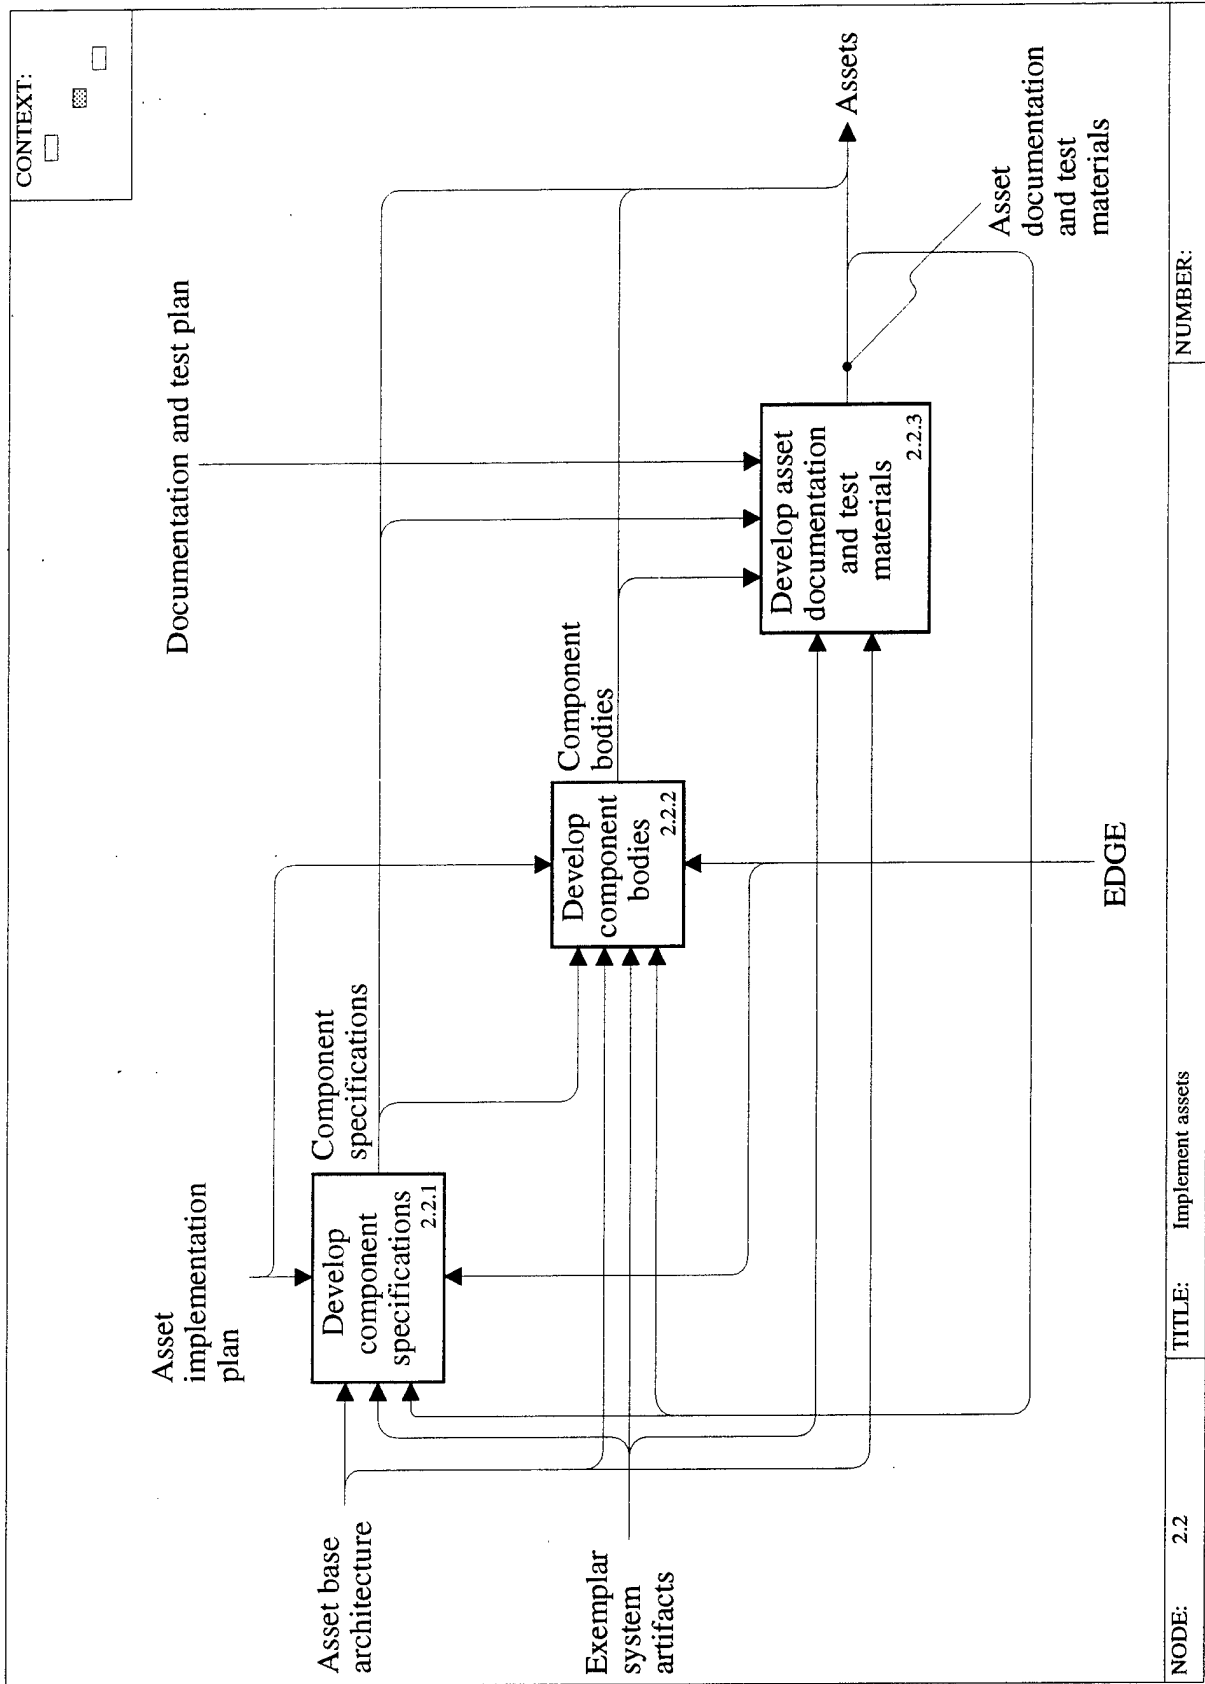 CONTEXT:
Documentation and test plan
Asset
implementation
plan
Component
specifications
Develop
component
specifications
2.2.1
Asset base
architecture
Component
bodies
Develop
component
bodies
2.2.2
Exemplar
system
artifacts
Develop asset
documentation
and test
materials
2.2.3
Assets
Asset
documentation
and test
materials
EDGE
NODE: 2.2
TITLE: Implement assets
NUMBER: